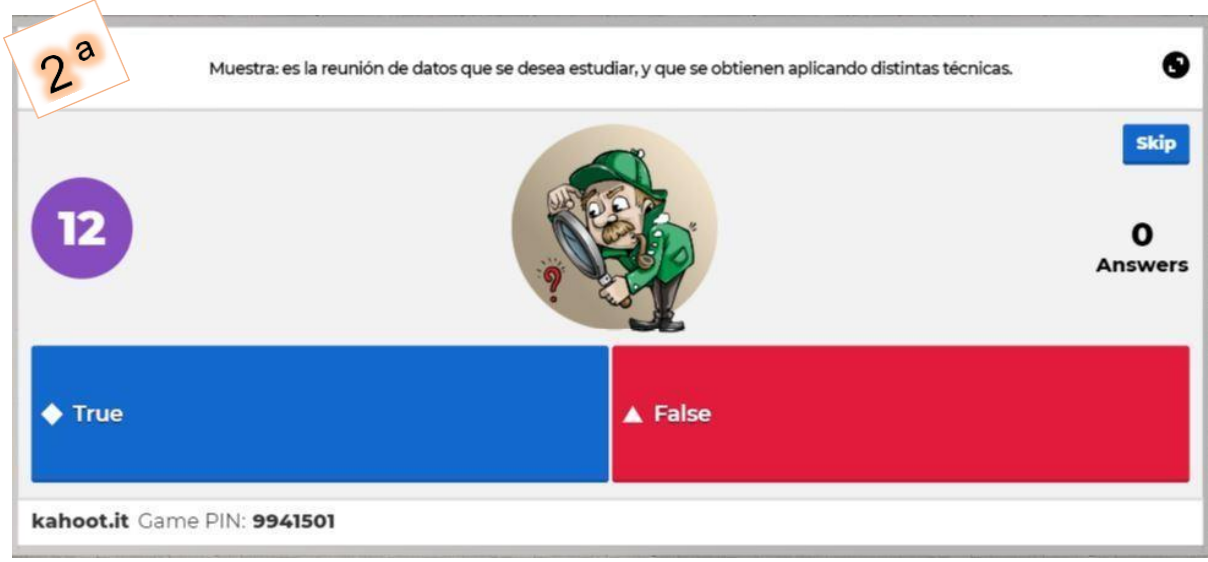 2ª
Muestra: es la reunión de datos que se desea estudiar, y que se obtienen aplicando distintas técnicas.
Skip
12
?
0
Answers
True
False
kahoot.it Game PIN: 9941501